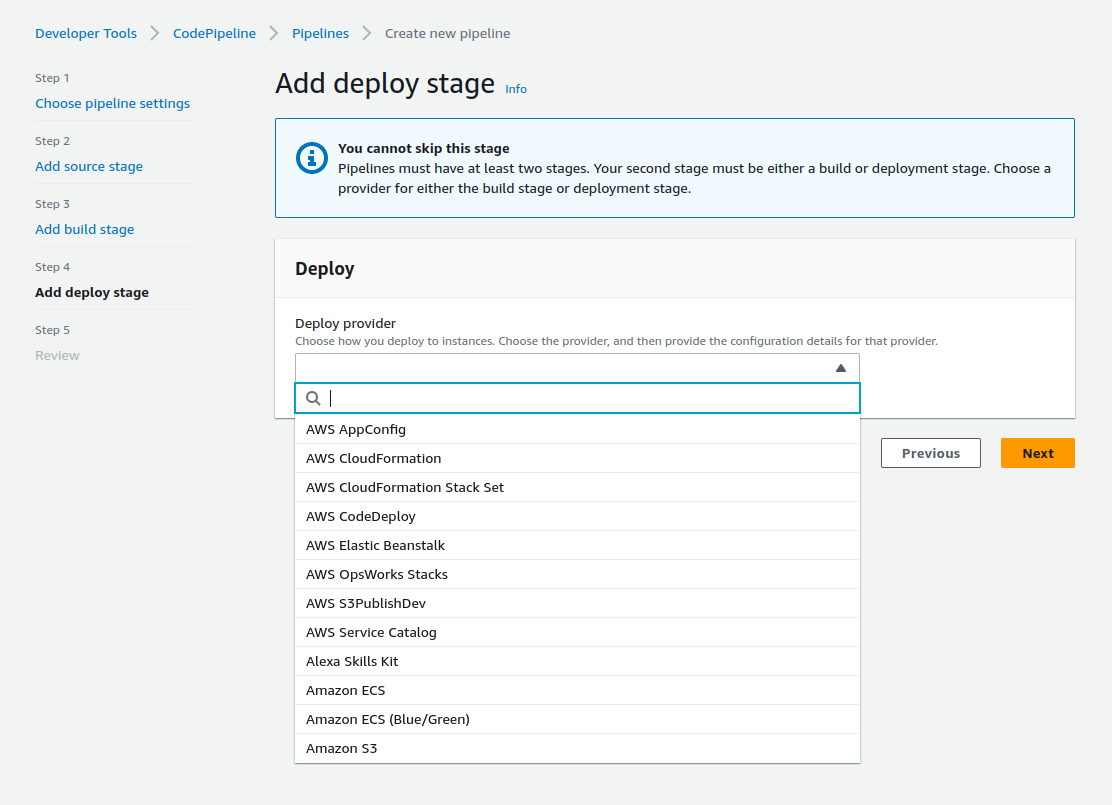 Developer Tools
CodePipeline
Pipelines
Create new pipeline
Step 1
Choose pipeline settings
Step 2
Add source stage
Step 3
Add build stage
Step 4
Add deploy stage
Step 5
Review
Add deploy stage Info
You cannot skip this stage
Pipelines must have at least two stages. Your second stage must be either a build or deployment stage. Choose a
provider for either the build stage or deployment stage.
Deploy
Deploy provider
Choose how you deploy to instances. Choose the provider, and then provide the configuration details for that provider.
AWS AppConfig
AWS CloudFormation
AWS CloudFormation Stack Set
AWS CodeDeploy
AWS Elastic Beanstalk
AWS OpsWorks Stacks
AWS S3PublishDev
AWS Service Catalog
Alexa Skills Kit
Amazon ECS
Amazon ECS (Blue/Green)
Amazon S3
Previous
Next